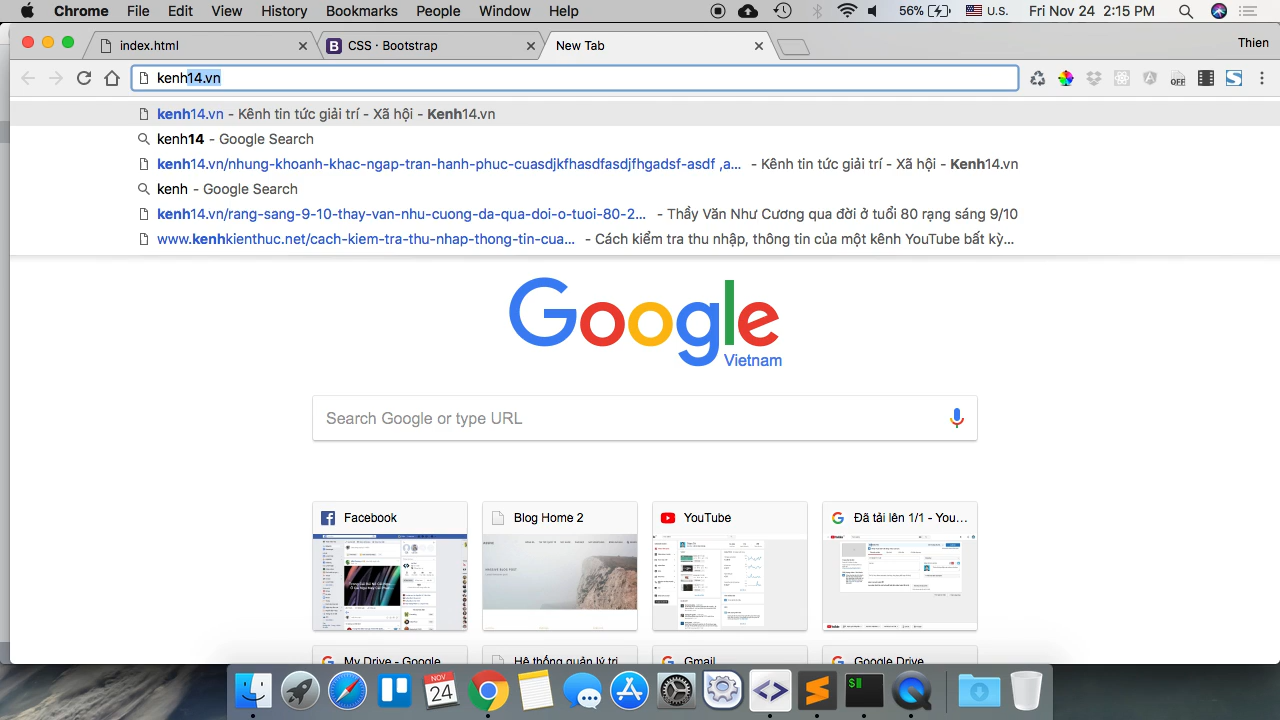 Chrome File Edit View History Bookmarks People Window Help 56% U.S. Fri Nov 24 2:15 PM
index.html CSS · Bootstrap New Tab Thien
kenh14.vn
OFF
kenh14.vn - Kênh tin tức giải trí - Xã hội - Kenh14.vn
kenh14 - Google Search
kenh14.vn/nhung-khoanh-khac-ngap-tran-hanh-phuc-cuasdjkfhasdfasdjfhgadsf-asdf ,a... - Kênh tin tức giải trí - Xã hội - Kenh14.vn
kenh - Google Search
kenh14.vn/rang-sang-9-10-thay-van-nhu-cuong-da-qua-doi-o-tuoi-80-2... - Thầy Văn Như Cương qua đời ở tuổi 80 rạng sáng 9/10
www.kenhkienthuc.net/cach-kiem-tra-thu-nhap-thong-tin-cua... - Cách kiểm tra thu nhập, thông tin của một kênh YouTube bất kỳ...
Google
Vietnam
Search Google or type URL
Facebook Blog Home 2 YouTube Đã tải lên 1/1 - You...
My Drive - Google Hệ thống quản lý tri Gmail Google Drive
NOV
24